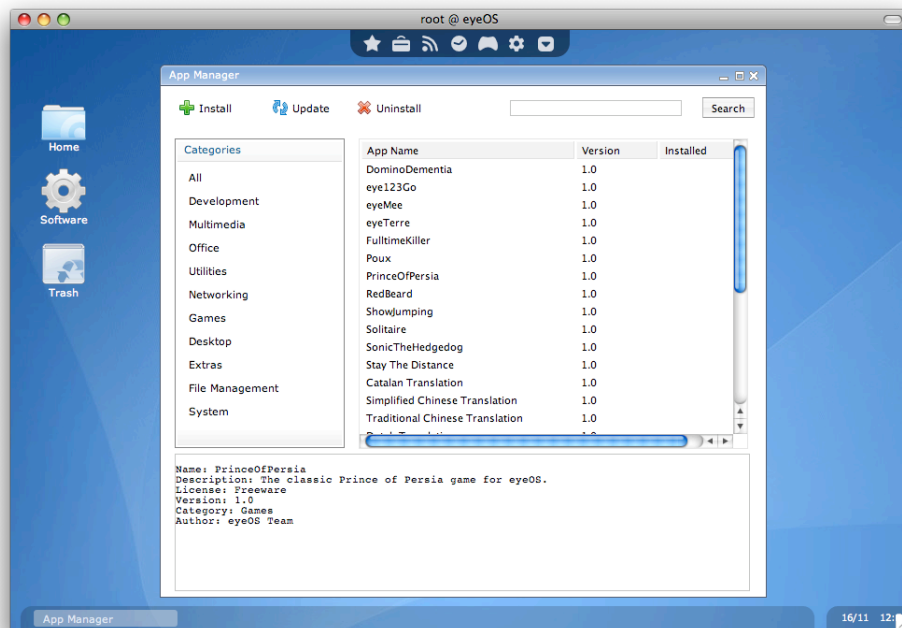 root @ eyeOS
App Manager
Install Update Uninstall Search
Home
Software
Trash
Categories
All
Development
Multimedia
Office
Utilities
Networking
Games
Desktop
Extras
File Management
System
App Name Version Installed
DominoDementia 1.0
eye123Go 1.0
eyeMee 1.0
eyeTerre 1.0
FulltimeKiller 1.0
Poux 1.0
PrinceOfPersia 1.0
RedBeard 1.0
ShowJumping 1.0
Solitaire 1.0
SonicTheHedgedog 1.0
Stay The Distance 1.0
Catalan Translation 1.0
Simplified Chinese Translation 1.0
Traditional Chinese Translation 1.0
Name: PrinceOfPersia
Description: The classic Prince of Persia game for eyeOS.
License: Freeware
Version: 1.0
Category: Games
Author: eyeOS Team
App Manager
16/11 12: